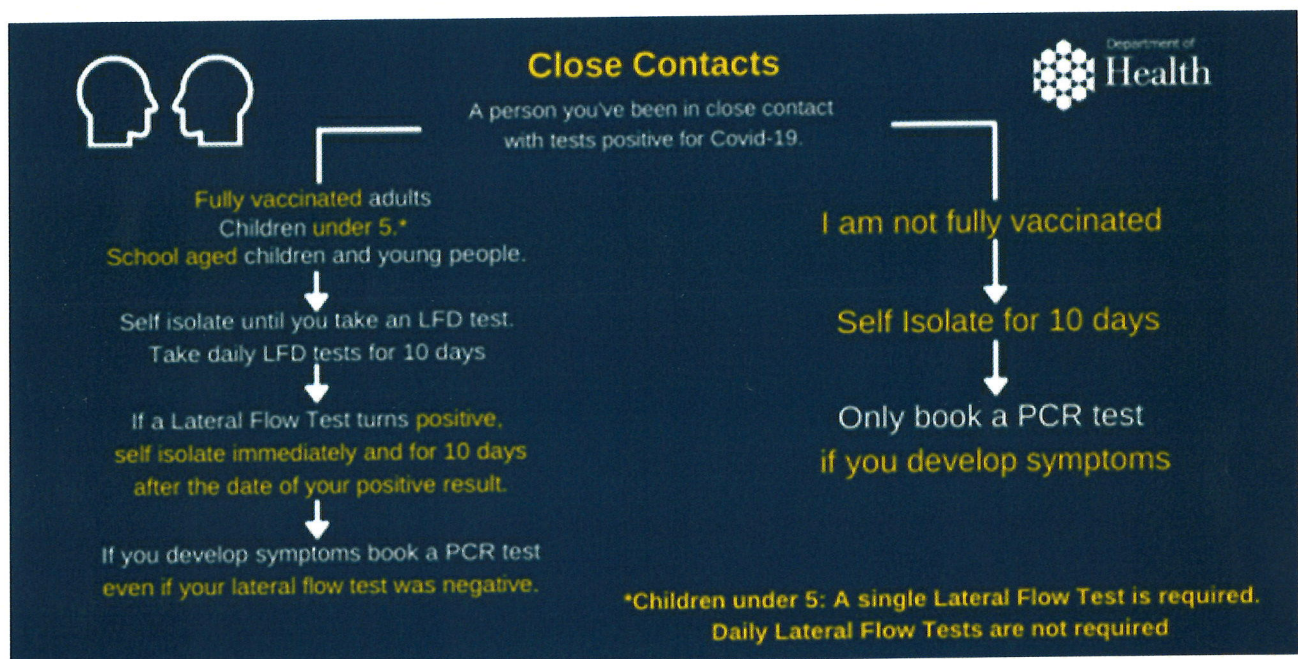 Close Contacts
Department of
Health
A person you've been in close contact
with tests positive for Covid-19.
Fully vaccinated adults
Children under 5.*
School aged children and young people.
Self isolate until you take an LFD test.
Take daily LFD tests for 10 days
If a Lateral Flow Test turns positive,
self isolate immediately and for 10 days
after the date of your positive result.
If you develop symptoms book a PCR test
even if your lateral flow test was negative.
I am not fully vaccinated
Self Isolate for 10 days
Only book a PCR test
if you develop symptoms
*Children under 5: A single Lateral Flow Test is required.
Daily Lateral Flow Tests are not required